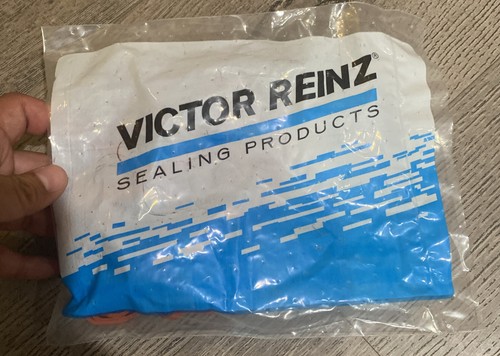 VICTOR REINZ®
SEALING PRODUCTS